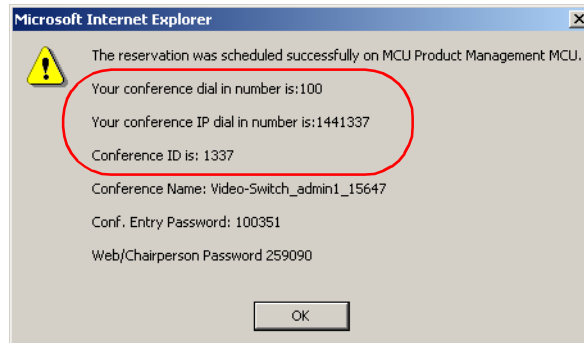 Microsoft Internet Explorer
The reservation was scheduled successfully on MCU Product Management MCU.
Your conference dial in number is:100
Your conference IP dial in number is:1441337
Conference ID is: 1337
Conference Name: Video-Switch_admin1_15647
Conf. Entry Password: 100351
Web/Chairperson Password 259090
OK